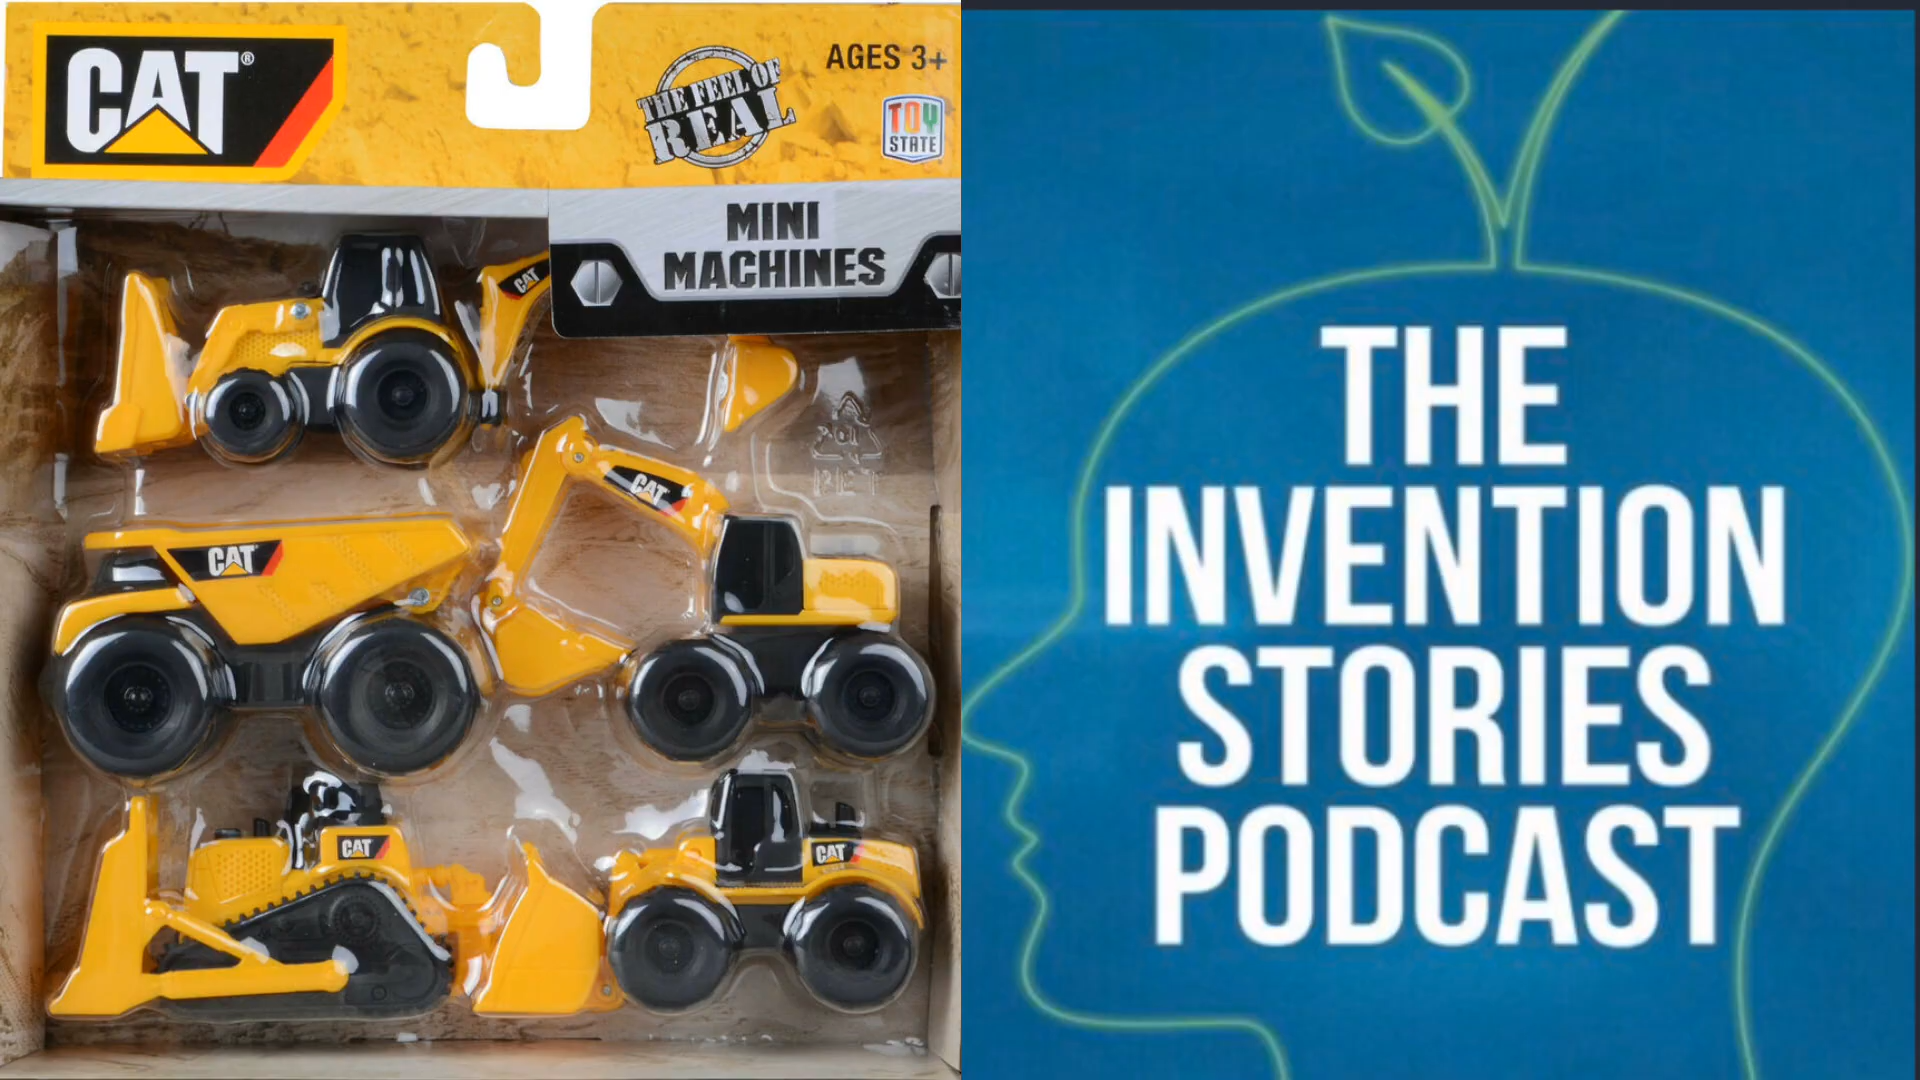 CAT®
THE FEEL OF
REAL
AGES 3+
TOY
STATE
MINI
MACHINES
CAT
CAT
CAT
CAT
CAT
PET
THE
INVENTION
STORIES
PODCAST